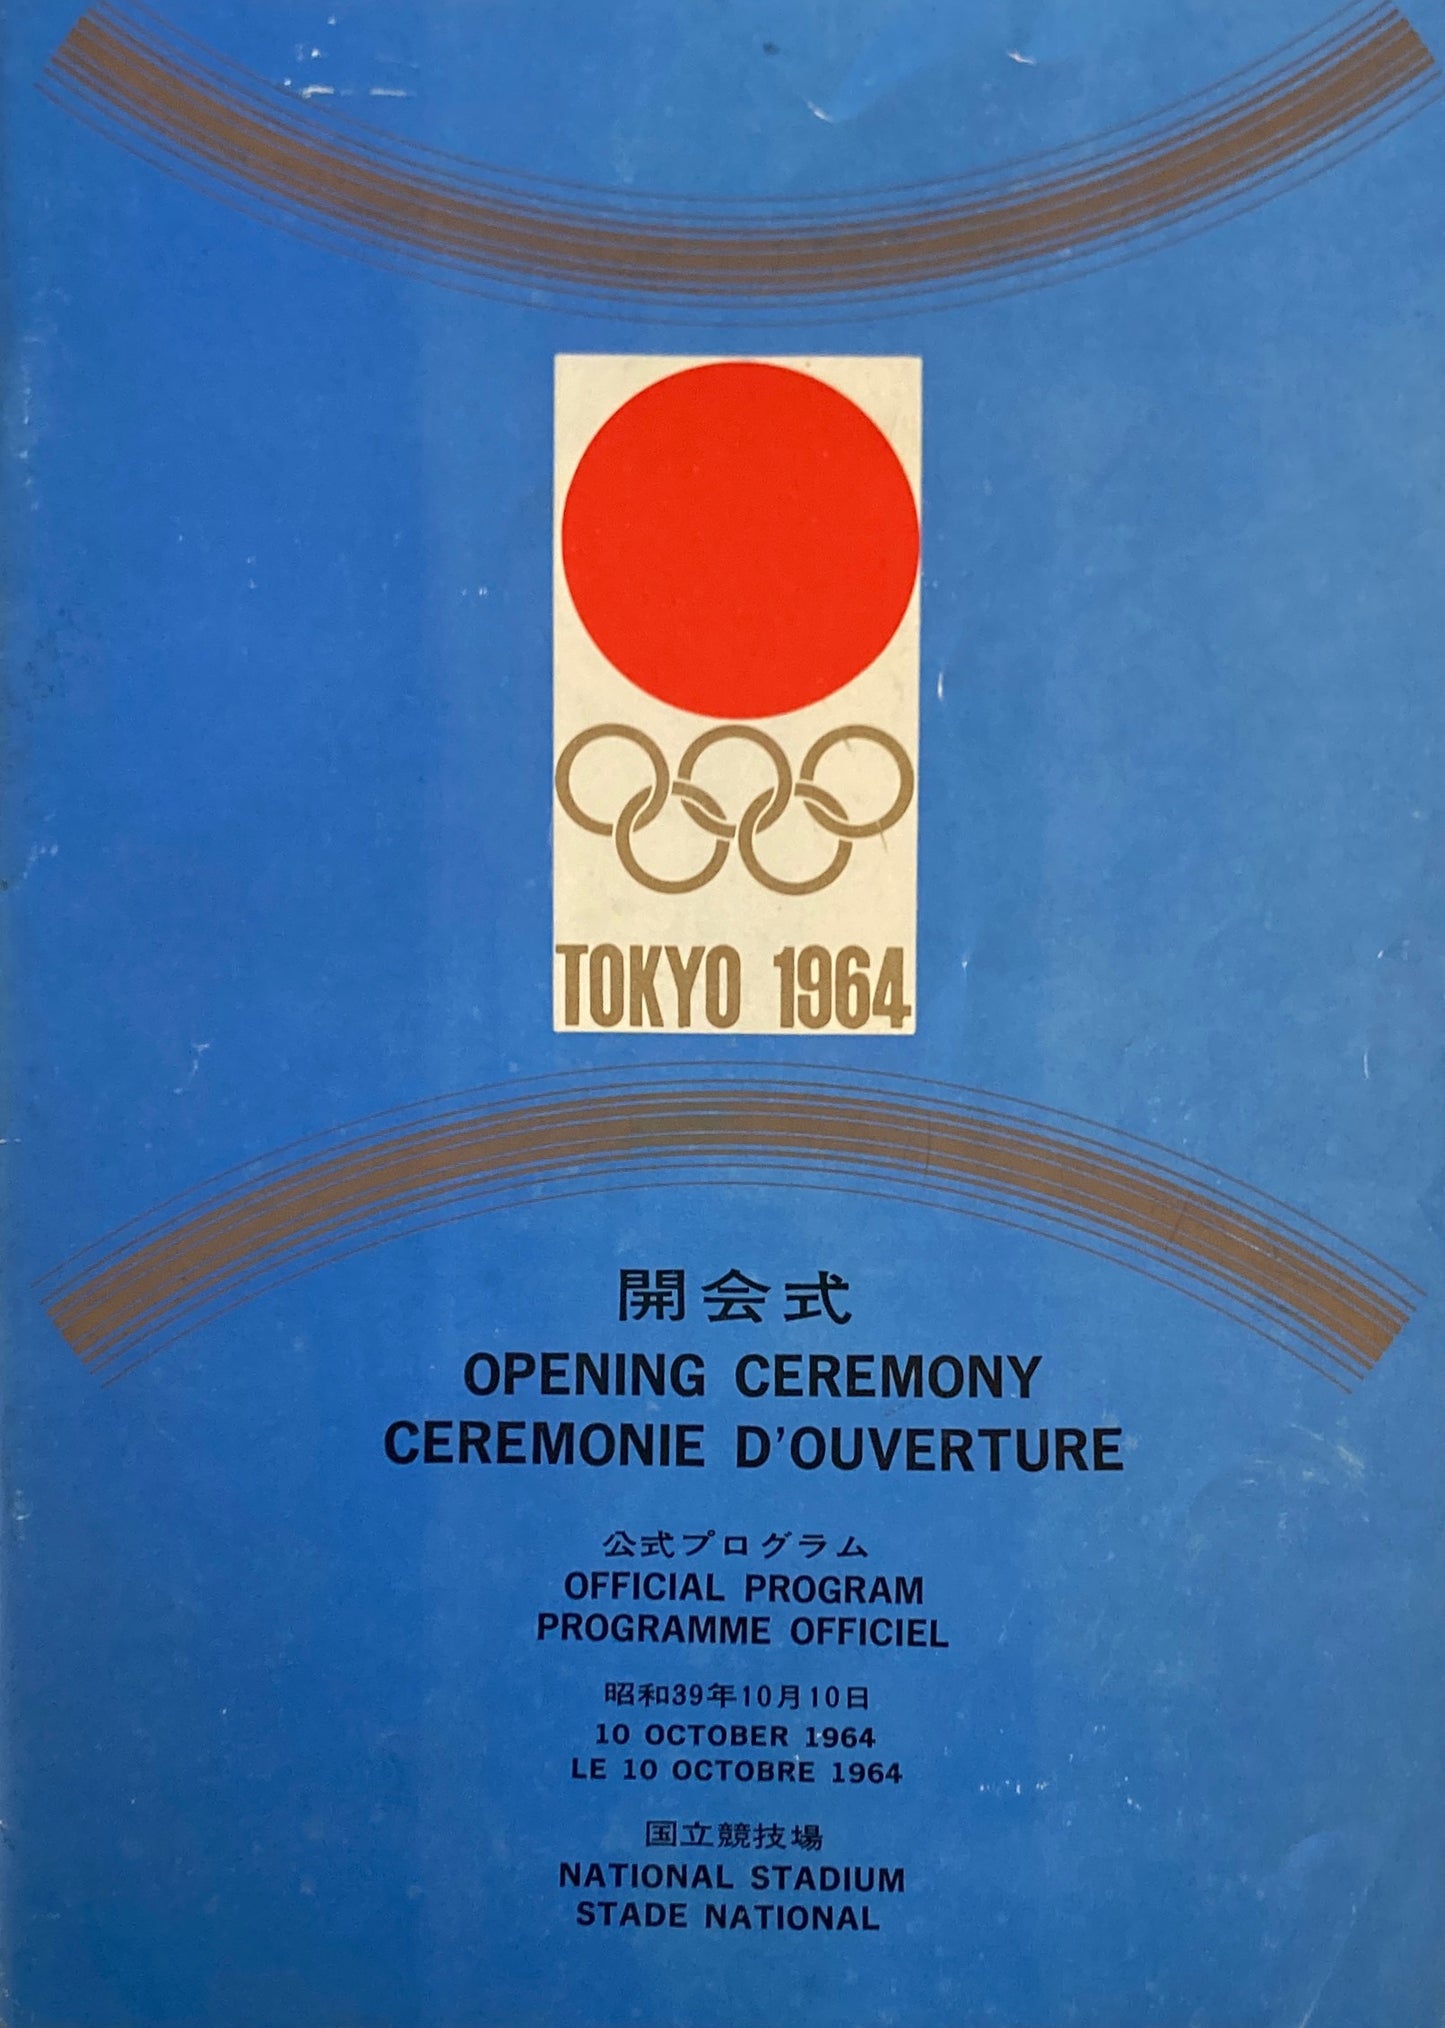 TOKYO 1964
開会式
OPENING CEREMONY
CEREMONIE D'OUVERTURE
公式プログラム
OFFICIAL PROGRAM
PROGRAMME OFFICIEL
昭和39年10月10日
10 OCTOBER 1964
LE 10 OCTOBRE 1964
国立競技場
NATIONAL STADIUM
STADE NATIONAL